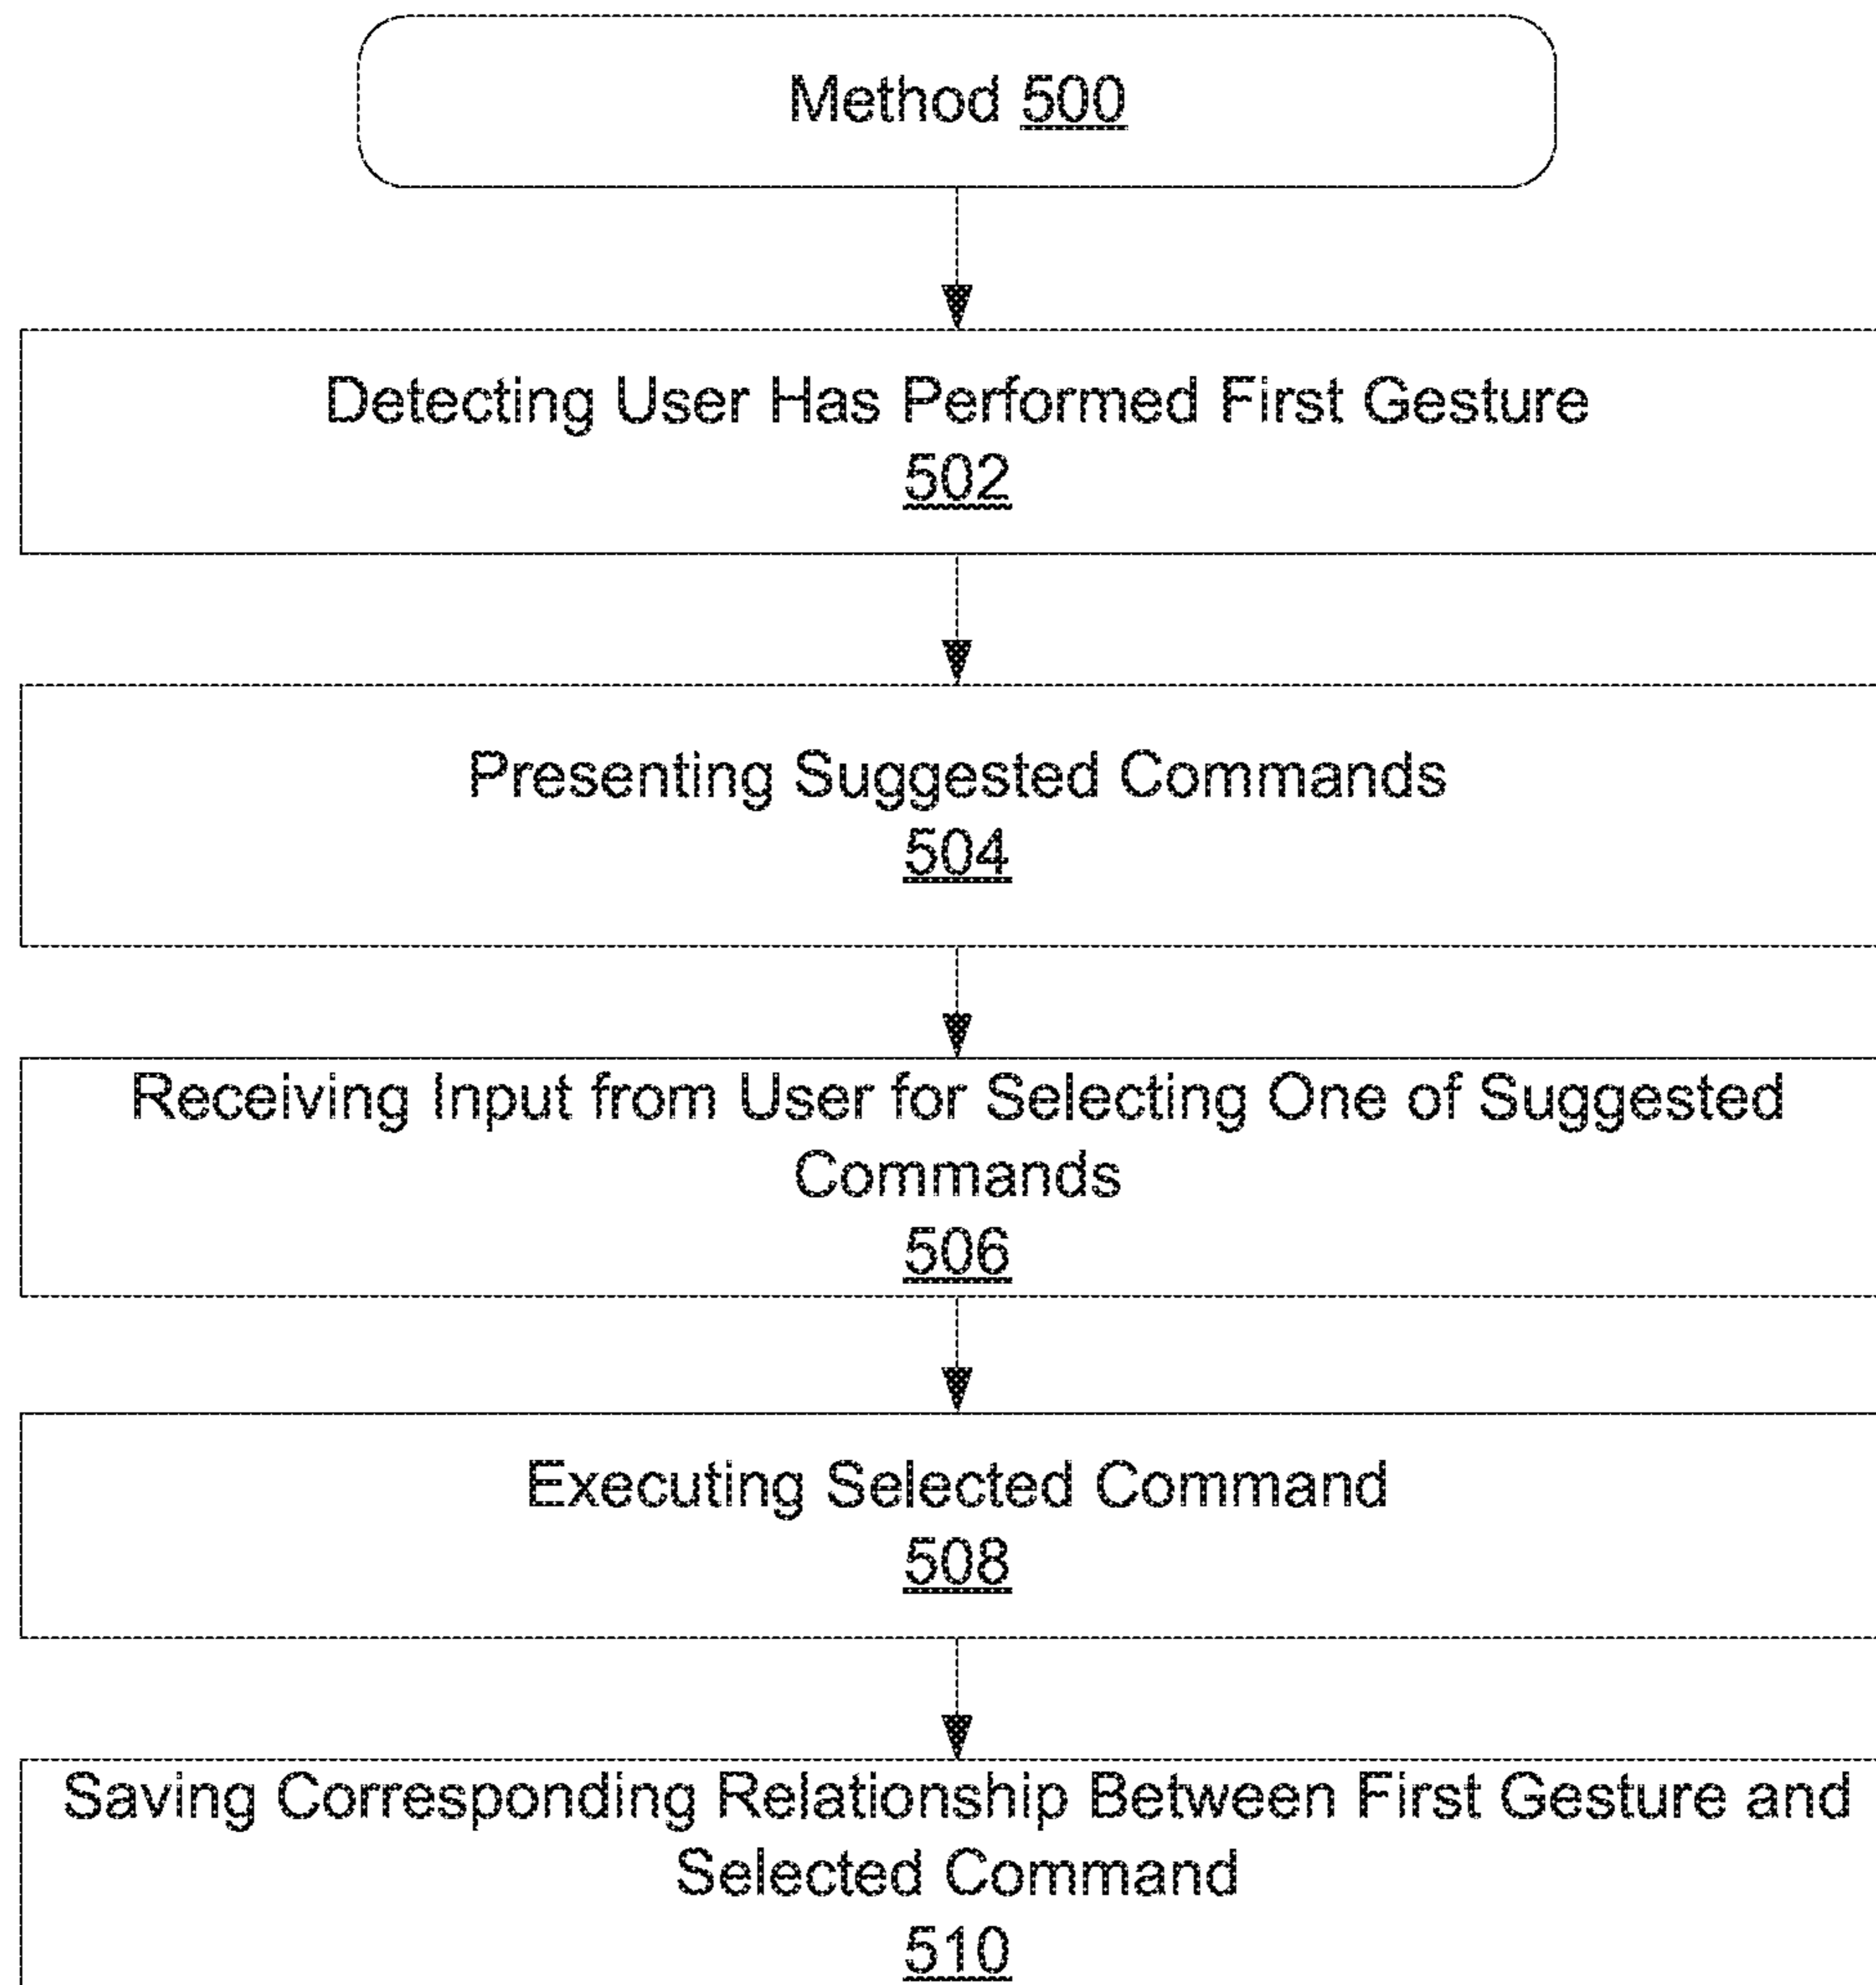 Method 500
Detecting User Has Performed First Gesture
502
Presenting Suggested Commands
504
Receiving Input from User for Selecting One of Suggested
Commands
506
Executing Selected Command
508
Saving Corresponding Relationship Between First Gesture and
Selected Command
510